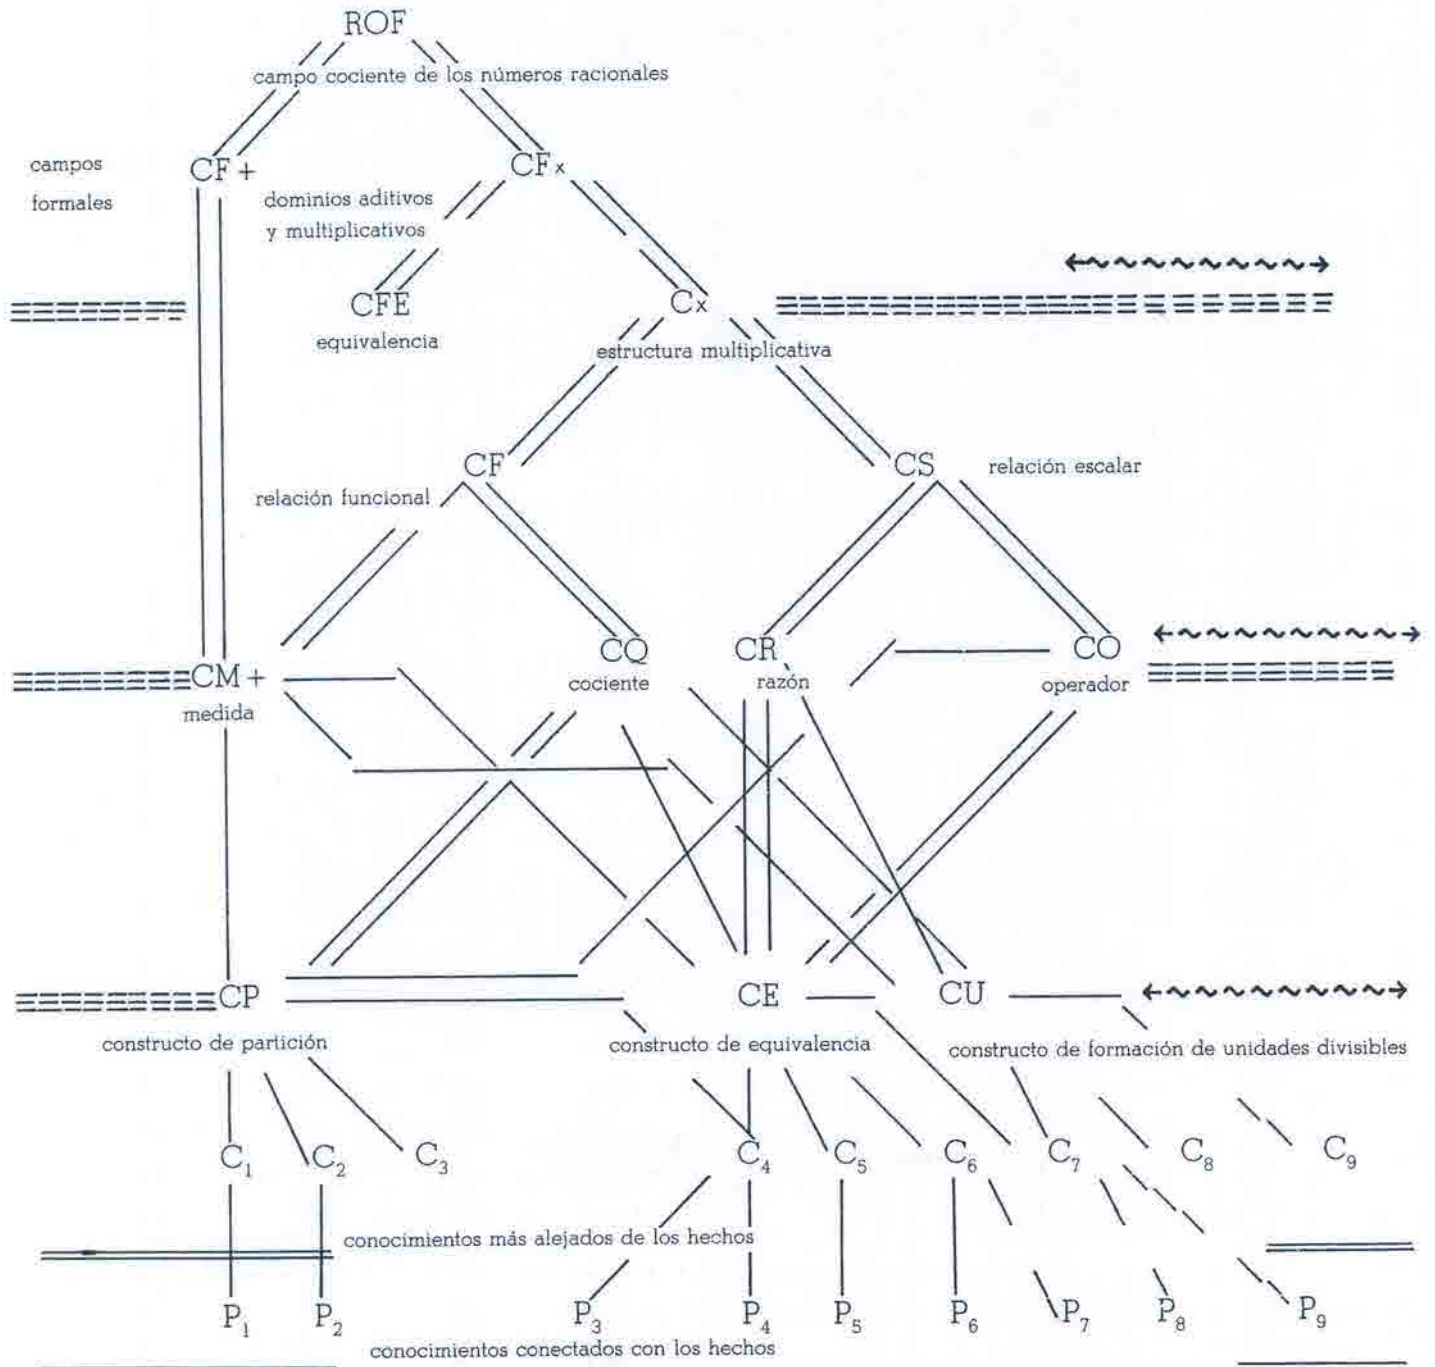 ROF
campo cociente de los números racionales
campos
formales
CF+
CFx
dominios aditivos
y multiplicativos
CFE
equivalencia
Cx
estructura multiplicativa
CF
relación funcional
CS
relación escalar
CM+
medida
CQ
cociente
CR
razón
CO
operador
CP
constructo de partición
CE
constructo de equivalencia
CU
constructo de formación de unidades divisibles
C1 C2 C3 C4 C5 C6 C7 C8 C9
conocimientos más alejados de los hechos
P1 P2 P3 P4 P5 P6 P7 P8 P9
conocimientos conectados con los hechos